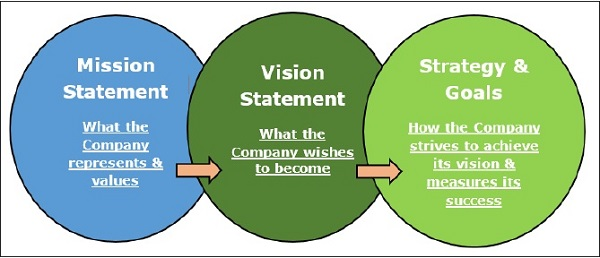 Mission
Statement
What the
Company
represents &
values
Vision
Statement
What the
Company wishes
to become
Strategy &
Goals
How the Company
strives to achieve
its vision &
measures its
success